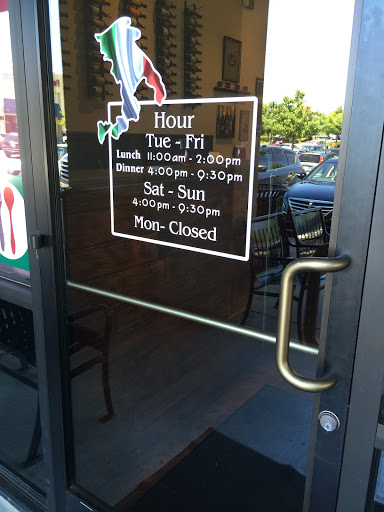 Hour
Tue - Fri
Lunch 11:00am - 2:00pm
Dinner 4:00pm - 9:30pm
Sat - Sun
4:00pm - 9:30pm
Mon- Closed